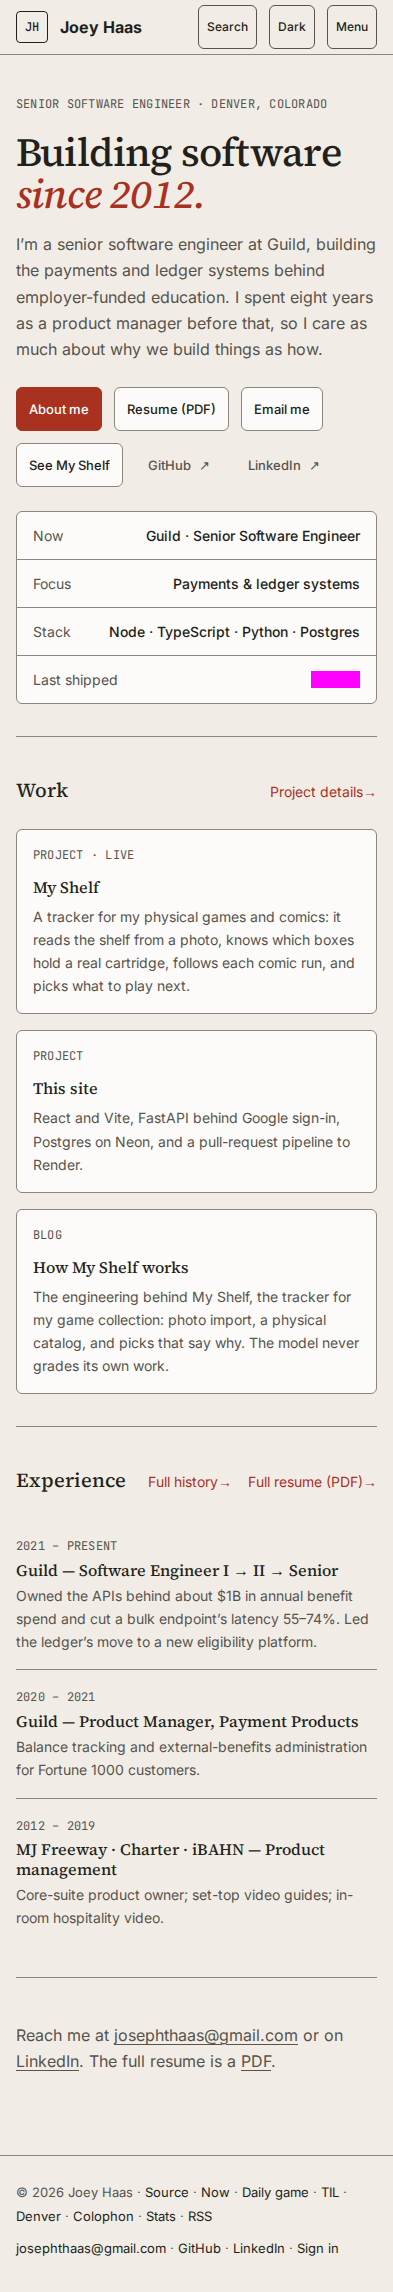 JH Joey Haas Search Dark Menu
SENIOR SOFTWARE ENGINEER · DENVER, COLORADO
Building software
since 2012.
I’m a senior software engineer at Guild, building
the payments and ledger systems behind
employer-funded education. I spent eight years
as a product manager before that, so I care as
much about why we build things as how.
About me Resume (PDF) Email me
See My Shelf GitHub ↗ LinkedIn ↗
Now Guild · Senior Software Engineer
Focus Payments & ledger systems
Stack Node · TypeScript · Python · Postgres
Last shipped
Work Project details→
PROJECT · LIVE
My Shelf
A tracker for my physical games and comics: it
reads the shelf from a photo, knows which boxes
hold a real cartridge, follows each comic run, and
picks what to play next.
PROJECT
This site
React and Vite, FastAPI behind Google sign-in,
Postgres on Neon, and a pull-request pipeline to
Render.
BLOG
How My Shelf works
The engineering behind My Shelf, the tracker for
my game collection: photo import, a physical
catalog, and picks that say why. The model never
grades its own work.
Experience Full history→ Full resume (PDF)→
2021 – PRESENT
Guild — Software Engineer I → II → Senior
Owned the APIs behind about $1B in annual benefit
spend and cut a bulk endpoint’s latency 55–74%. Led
the ledger’s move to a new eligibility platform.
2020 – 2021
Guild — Product Manager, Payment Products
Balance tracking and external-benefits administration
for Fortune 1000 customers.
2012 – 2019
MJ Freeway · Charter · iBAHN — Product
management
Core-suite product owner; set-top video guides; in-
room hospitality video.
Reach me at josephthaas@gmail.com or on
LinkedIn. The full resume is a PDF.
© 2026 Joey Haas · Source · Now · Daily game · TIL ·
Denver · Colophon · Stats · RSS
josephthaas@gmail.com · GitHub · LinkedIn · Sign in